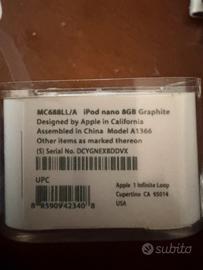 MC688LL/A iPod nano 8GB Graphite
Designed by Apple in California
Assembled in China Model A1366
Other items as marked thereon
(S) Serial No. DCYGNEX8DDVX
UPC
Apple 1 Infinite Loop
Cupertino CA 95014
USA
8 85909 42340 8
subito